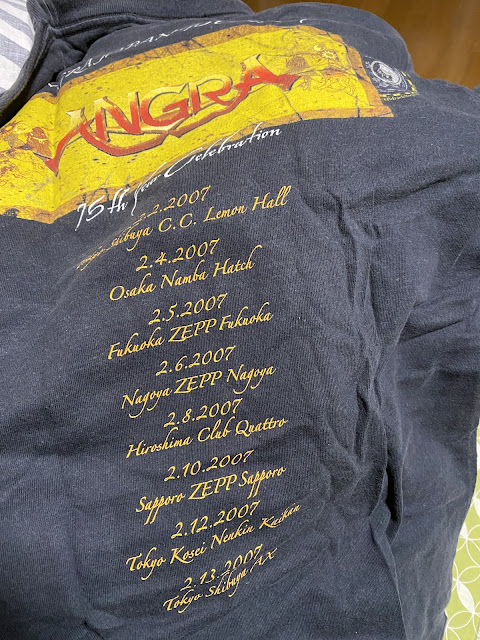 ANGRA
15th year Celebration
2.2.2007
Shibuya C.C. Lemon Hall
2.4.2007
Osaka Namba Hatch
2.5.2007
Fukuoka ZEPP Fukuoka
2.6.2007
Nagoya ZEPP Nagoya
2.8.2007
Hiroshima Club Quattro
2.10.2007
Sapporo ZEPP Sapporo
2.12.2007
Tokyo Kosei Nenkin Kaikan
2.13.2007
Tokyo Shibuya AX